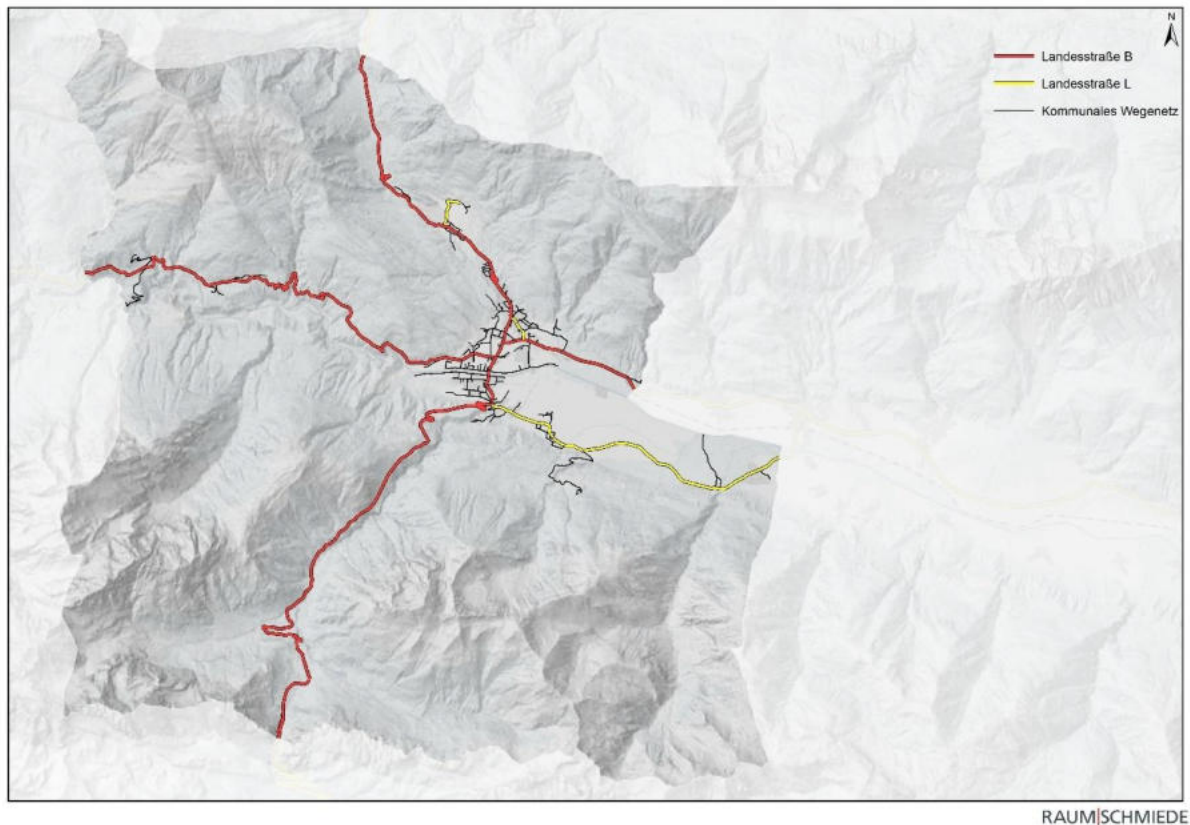 N
Landesstraße B
Landesstraße L
Kommunales Wegenetz
RAUM|SCHMIEDE